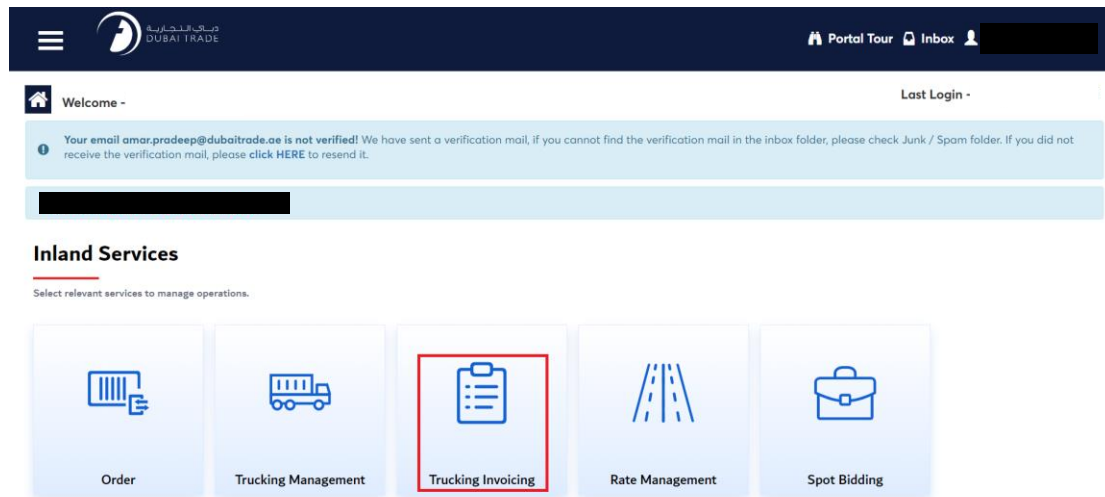 دبي التجارية
DUBAI TRADE
Portal Tour Inbox
Welcome -
Last Login -
Your email amar.pradeep@dubaitrade.ae is not verified! We have sent a verification mail, if you cannot find the verification mail in the inbox folder, please check Junk / Spam folder. If you did not
receive the verification mail, please click HERE to resend it.
Inland Services
Select relevant services to manage operations.
Order
Trucking Management
Trucking Invoicing
Rate Management
Spot Bidding